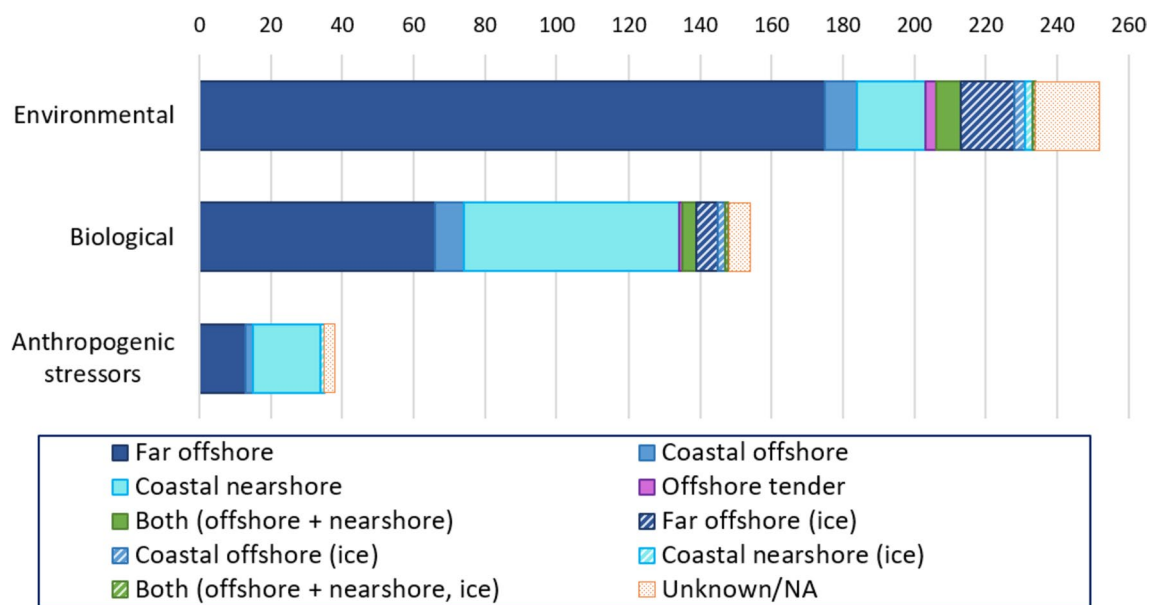 0 20 40 60 80 100 120 140 160 180 200 220 240 260
Environmental
Biological
Anthropogenic
stressors
Far offshore Coastal offshore
Coastal nearshore Offshore tender
Both (offshore + nearshore) Far offshore (ice)
Coastal offshore (ice) Coastal nearshore (ice)
Both (offshore + nearshore, ice) Unknown/NA